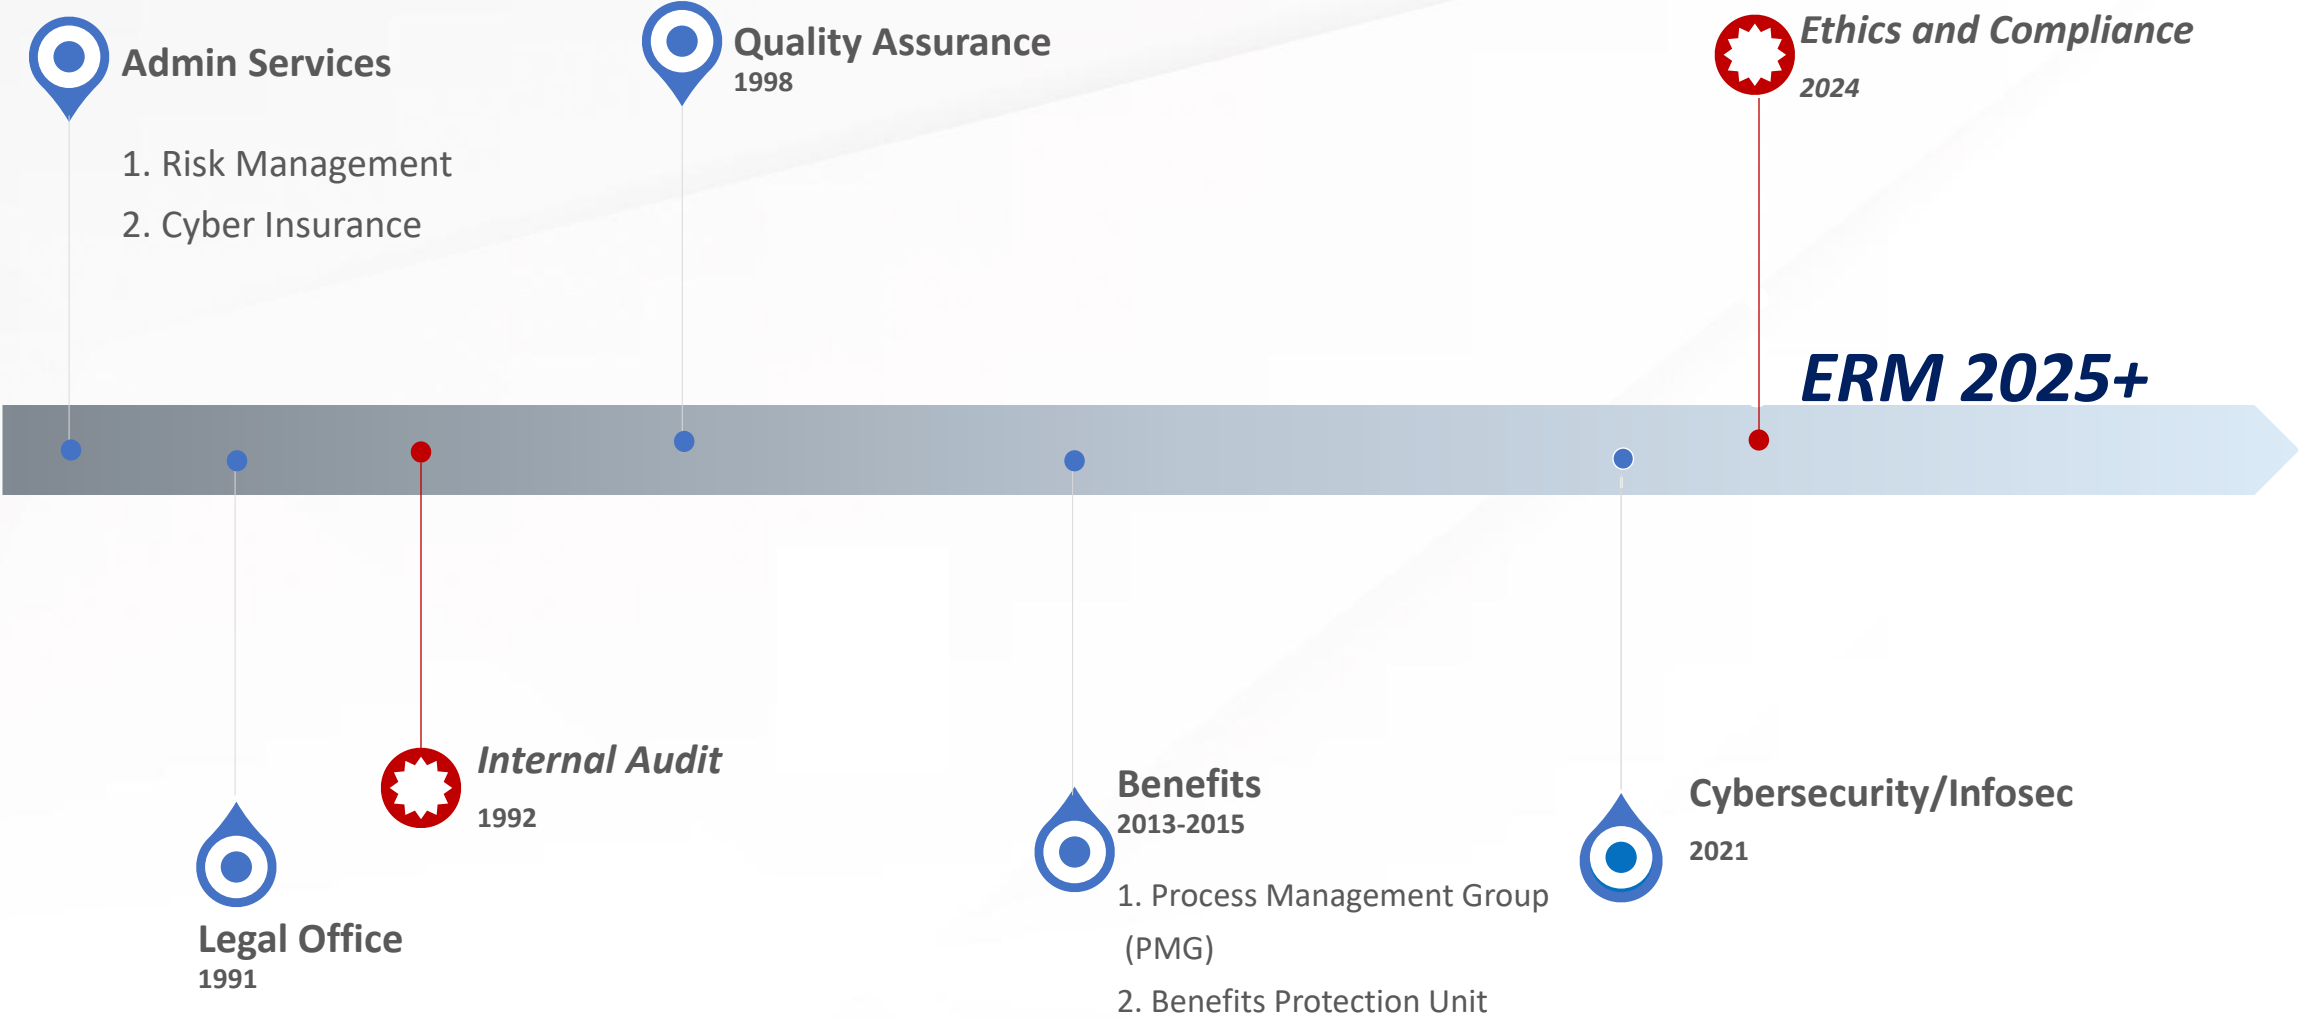 Admin Services
1. Risk Management
2. Cyber Insurance
Quality Assurance
1998
Ethics and Compliance
2024
ERM 2025+
Legal Office
1991
Internal Audit
1992
Benefits
2013-2015
1. Process Management Group
(PMG)
2. Benefits Protection Unit
Cybersecurity/Infosec
2021